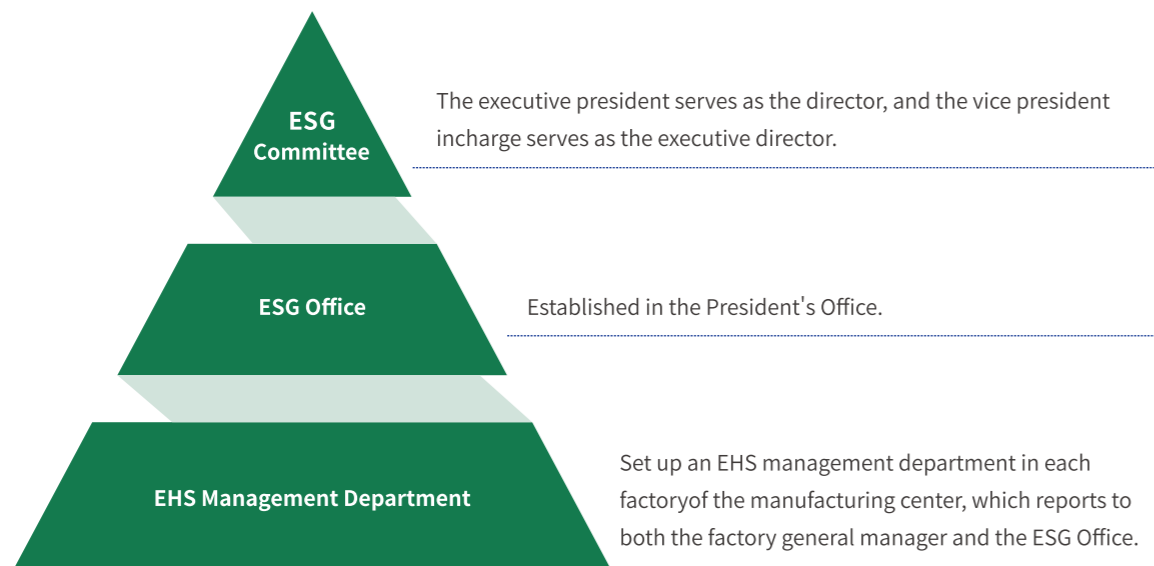 ESG
Committee
The executive president serves as the director, and the vice president
incharge serves as the executive director.
ESG Office
Established in the President's Office.
EHS Management Department
Set up an EHS management department in each
factoryof the manufacturing center, which reports to
both the factory general manager and the ESG Office.